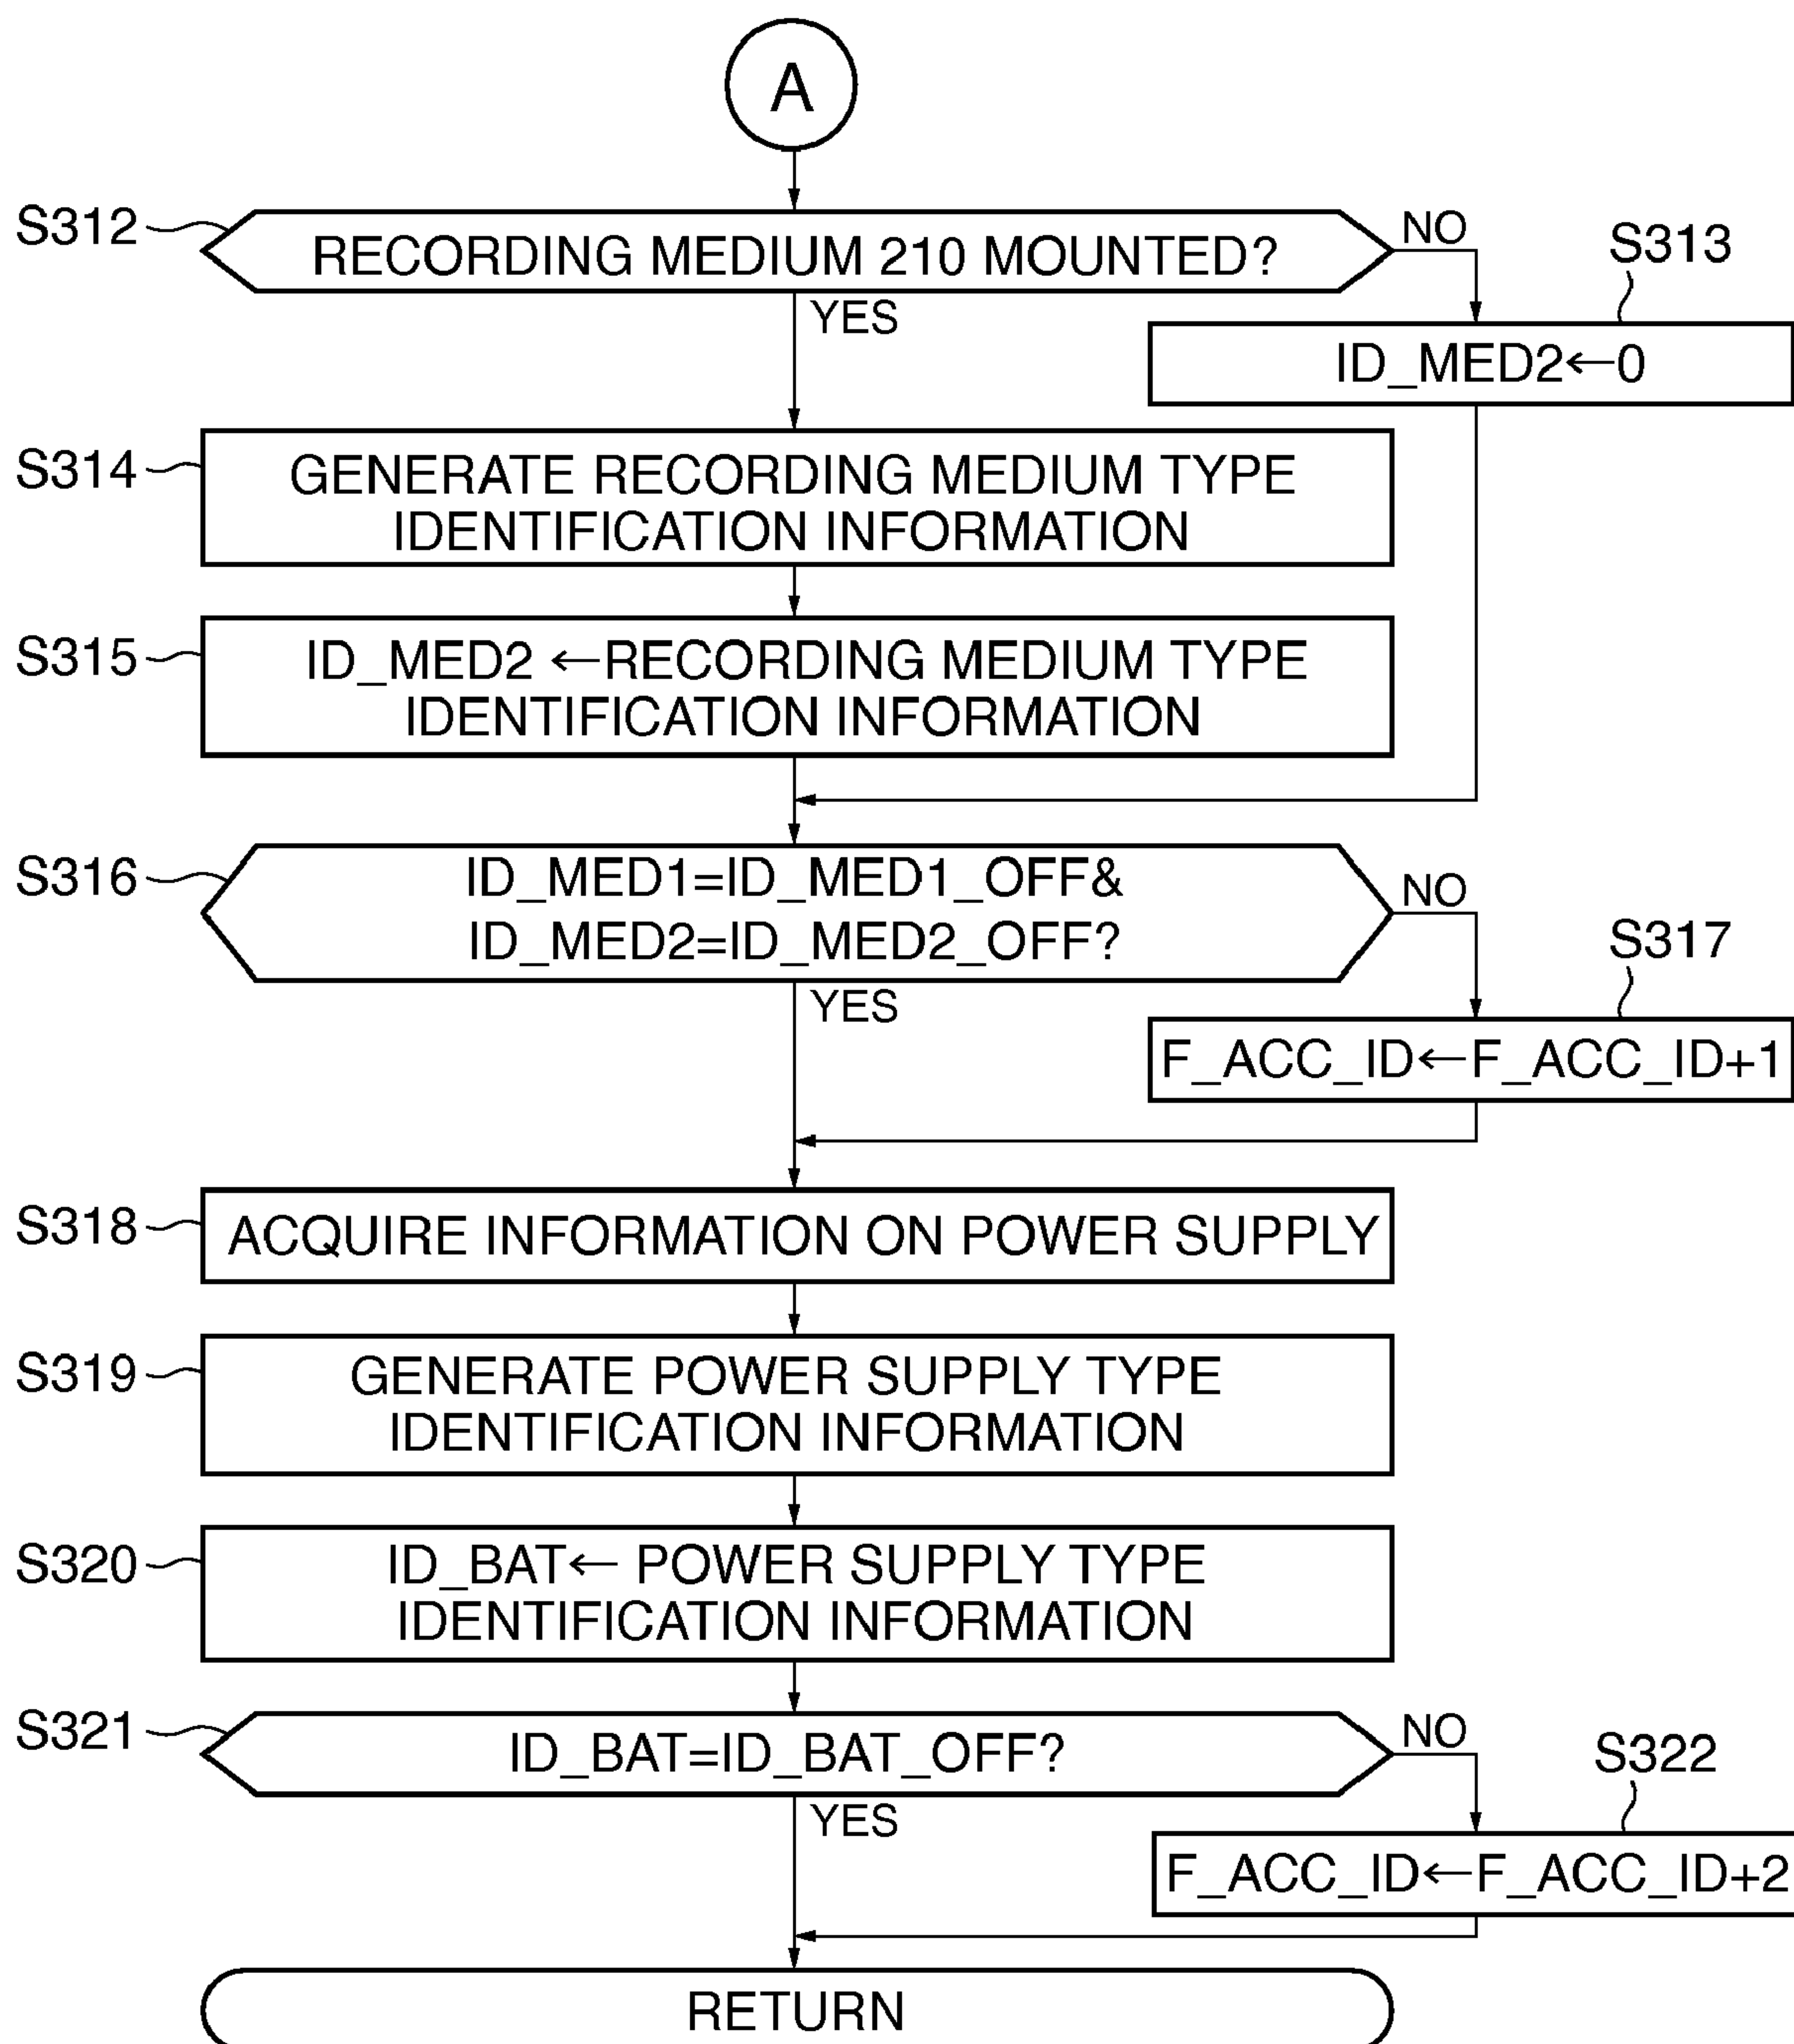 A
S312
RECORDING MEDIUM 210 MOUNTED?
NO
S313
YES
ID_MED2←0
S314
GENERATE RECORDING MEDIUM TYPE
IDENTIFICATION INFORMATION
S315
ID_MED2 ←RECORDING MEDIUM TYPE
IDENTIFICATION INFORMATION
S316
ID_MED1=ID_MED1_OFF&
ID_MED2=ID_MED2_OFF?
NO
S317
YES
F_ACC_ID←F_ACC_ID+1
S318
ACQUIRE INFORMATION ON POWER SUPPLY
S319
GENERATE POWER SUPPLY TYPE
IDENTIFICATION INFORMATION
S320
ID_BAT← POWER SUPPLY TYPE
IDENTIFICATION INFORMATION
S321
ID_BAT=ID_BAT_OFF?
NO
S322
YES
F_ACC_ID←F_ACC_ID+2
RETURN